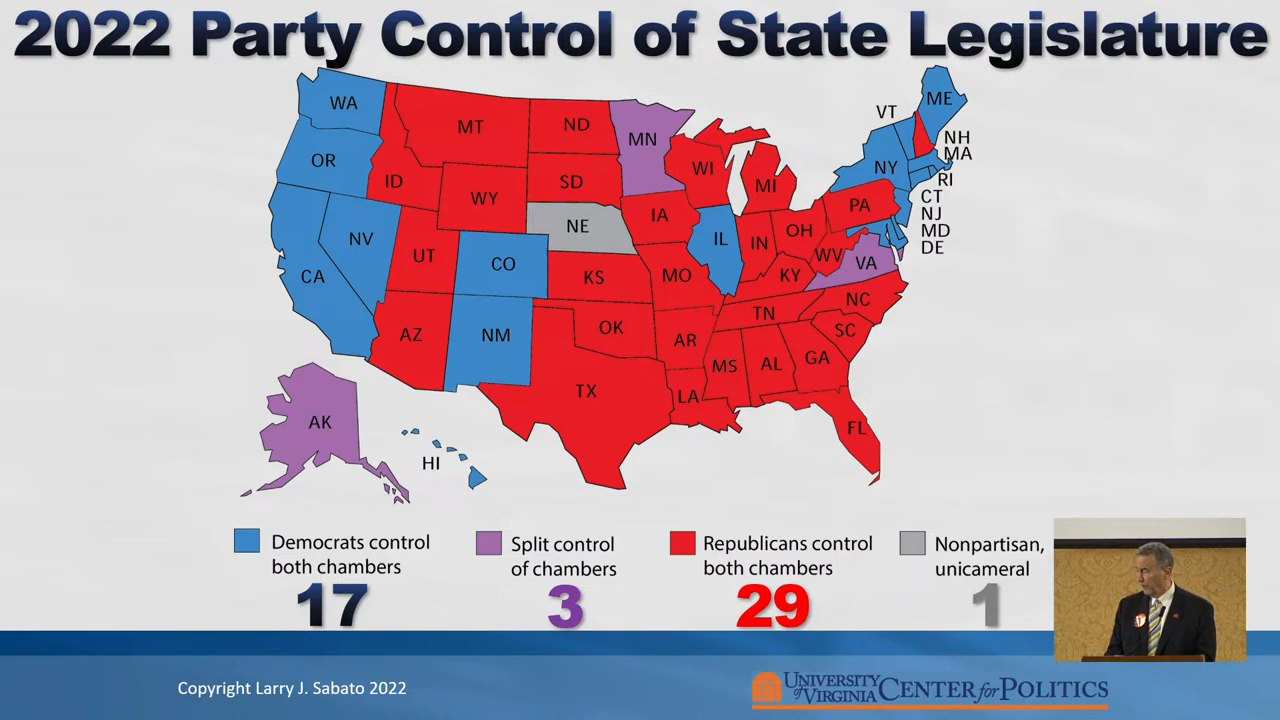 2022 Party Control of State Legislature
WA
MT
ND
MN
VT
ME
OR
ID
SD
WI
MI
NY
NH
MA
WY
RI
NE
IA
PA
CT
NV
UT
CO
IL
IN
OH
NJ
MD
DE
CA
KS
MO
WV
VA
KY
AZ
NM
OK
AR
TN
NC
SC
MS
AL
GA
TX
LA
AK
FL
HI
Democrats control
both chambers
17
Split control
of chambers
3
Republicans control
both chambers
29
Nonpartisan,
unicameral
1
Copyright Larry J. Sabato 2022
UNIVERSITY
of VIRGINIA CENTER for POLITICS